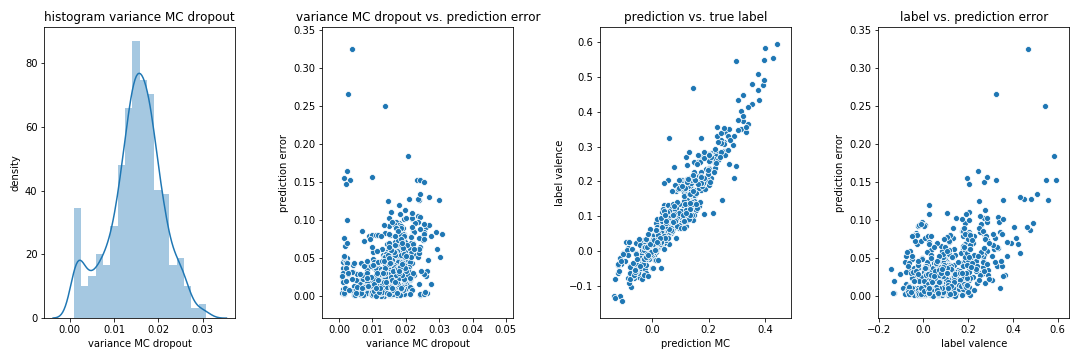 histogram variance MC dropout
density
80
60
40
20
0
0.00 0.01 0.02 0.03
variance MC dropout
variance MC dropout vs. prediction error
prediction error
0.35
0.30
0.25
0.20
0.15
0.10
0.05
0.00
0.00 0.01 0.02 0.03 0.04 0.05
variance MC dropout
prediction vs. true label
label valence
0.6
0.5
0.4
0.3
0.2
0.1
0.0
−0.1
0.0 0.2 0.4
prediction MC
label vs. prediction error
prediction error
0.35
0.30
0.25
0.20
0.15
0.10
0.05
0.00
−0.2 0.0 0.2 0.4 0.6
label valence